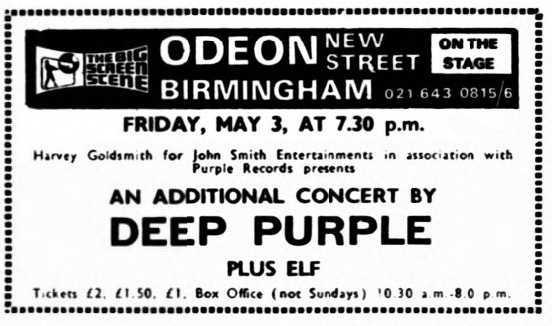 THE BIG
SCREEN
SCENE
ODEON NEW STREET
BIRMINGHAM 021 643 0815/6
ON THE
STAGE
FRIDAY, MAY 3, AT 7.30 p.m.
Harvey Goldsmith for John Smith Entertainments in association with
Purple Records presents
AN ADDITIONAL CONCERT BY
DEEP PURPLE
PLUS ELF
Tickets £2, £1.50, £1. Box Office (not Sundays) 10.30 a.m.-8.0 p.m.